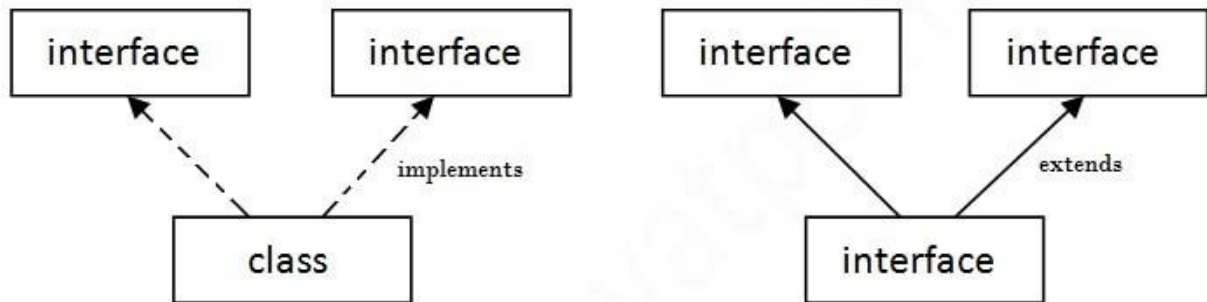 interface
interface
interface
interface
implements
extends
class
interface